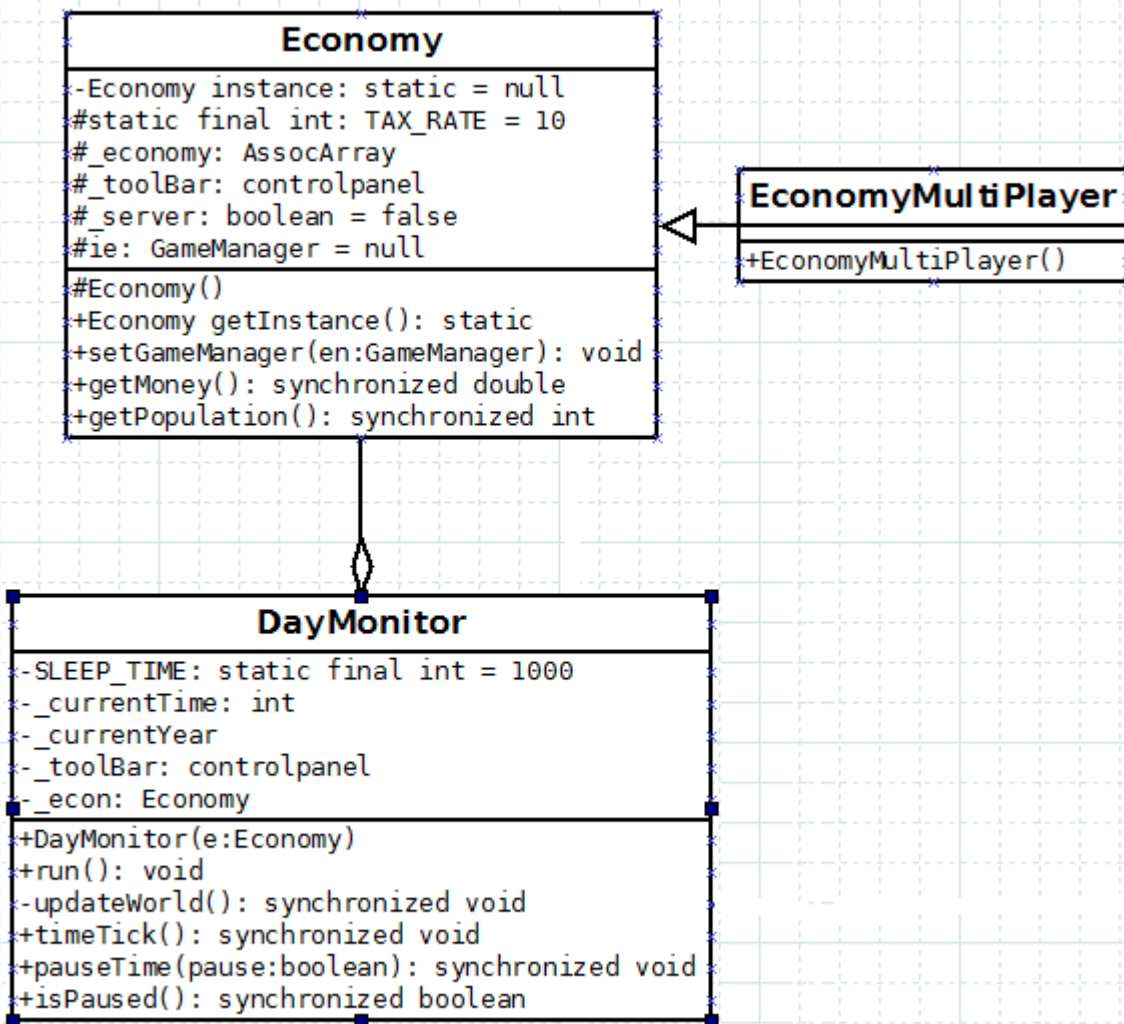 Economy
-Economy instance: static = null
#static final int: TAX_RATE = 10
#_economy: AssocArray
#_toolBar: controlpanel
#_server: boolean = false
#ie: GameManager = null
#Economy()
+Economy getInstance(): static
+setGameManager(en:GameManager): void
+getMoney(): synchronized double
+getPopulation(): synchronized int
EconomyMultiPlayer
+EconomyMultiPlayer()
DayMonitor
-SLEEP_TIME: static final int = 1000
-_currentTime: int
-_currentYear
-_toolBar: controlpanel
-_econ: Economy
+DayMonitor(e:Economy)
+run(): void
-updateWorld(): synchronized void
+timeTick(): synchronized void
+pauseTime(pause:boolean): synchronized void
+isPaused(): synchronized boolean